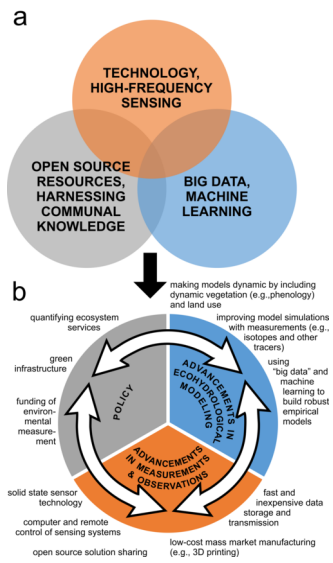 a
TECHNOLOGY,
HIGH-FREQUENCY
SENSING
OPEN SOURCE
RESOURCES,
HARNESSING
COMMUNAL
KNOWLEDGE
BIG DATA,
MACHINE
LEARNING
b
making models dynamic by including
dynamic vegetation (e.g.,phenology)
and land use
quantifying ecosystem
services
improving model simulations
with measurements (e.g.,
isotopes and other
tracers)
green
infrastructure
using
"big data" and
machine
learning to
build robust
empirical
models
funding of
environ-
mental
measure-
ment
POLICY
ADVANCEMENTS IN
ECOHYDROLOGICAL
MODELING
ADVANCEMENTS
IN MEASUREMENTS
& OBSERVATIONS
solid state sensor
technology
computer and remote
control of sensing systems
open source solution sharing
fast and
inexpensive data
storage and
transmission
low-cost mass market manufacturing
(e.g., 3D printing)